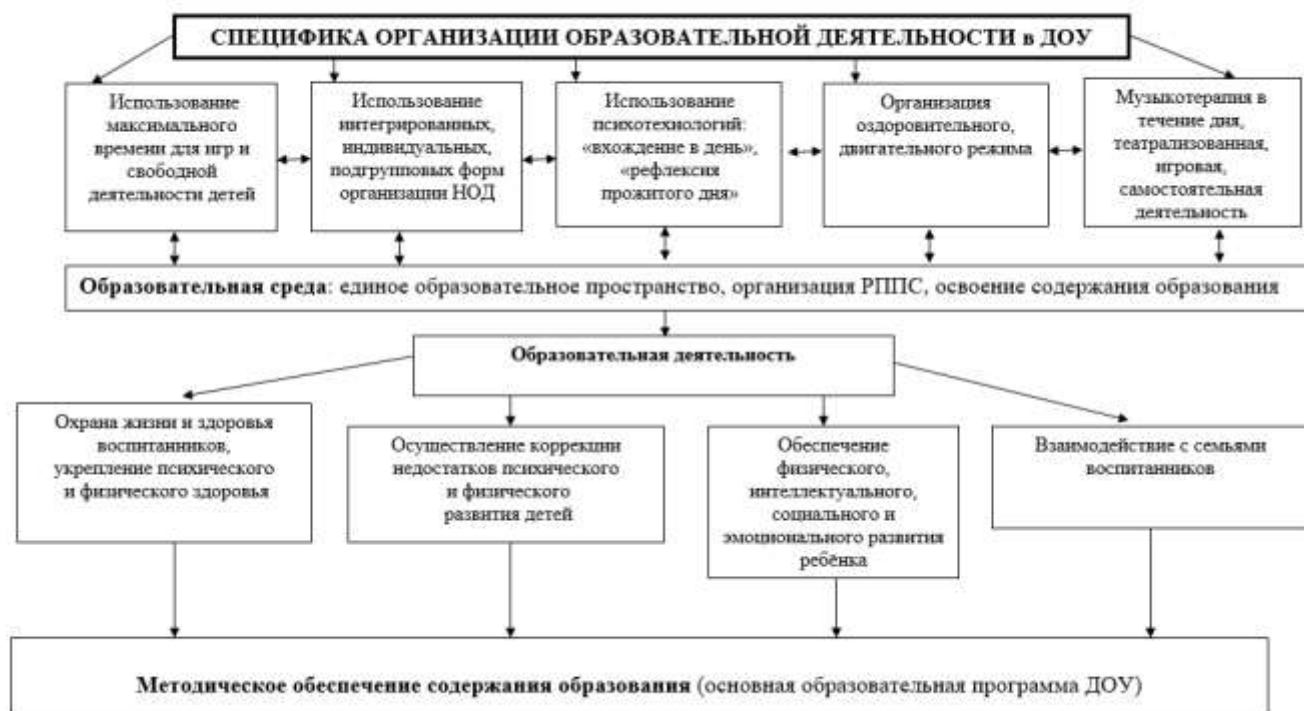 СПЕЦИФИКА ОРГАНИЗАЦИИ ОБРАЗОВАТЕЛЬНОЙ ДЕЯТЕЛЬНОСТИ в ДОУ
Использование
максимального
времени для игр и
свободной
деятельности детей
Использование
интегрированных,
индивидуальных,
подгрупповых форм
организации НОД
Использование
психотехнологий:
«вхождение в день»,
«рефлексия
прожитого дня»
Организация
оздоровительного,
двигательного режима
Музыкотерапия в
течение дня,
театрализованная,
игровая,
самостоятельная
деятельность
Образовательная среда: единое образовательное пространство, организация РППС, освоение содержания образования
Образовательная деятельность
Охрана жизни и здоровья
воспитанников,
укрепление психического
и физического здоровья
Осуществление коррекции
недостатков психического
и физического
развития детей
Обеспечение
физического,
интеллектуального,
социального и
эмоционального развития
ребёнка
Взаимодействие с семьями
воспитанников
Методическое обеспечение содержания образования (основная образовательная программа ДОУ)